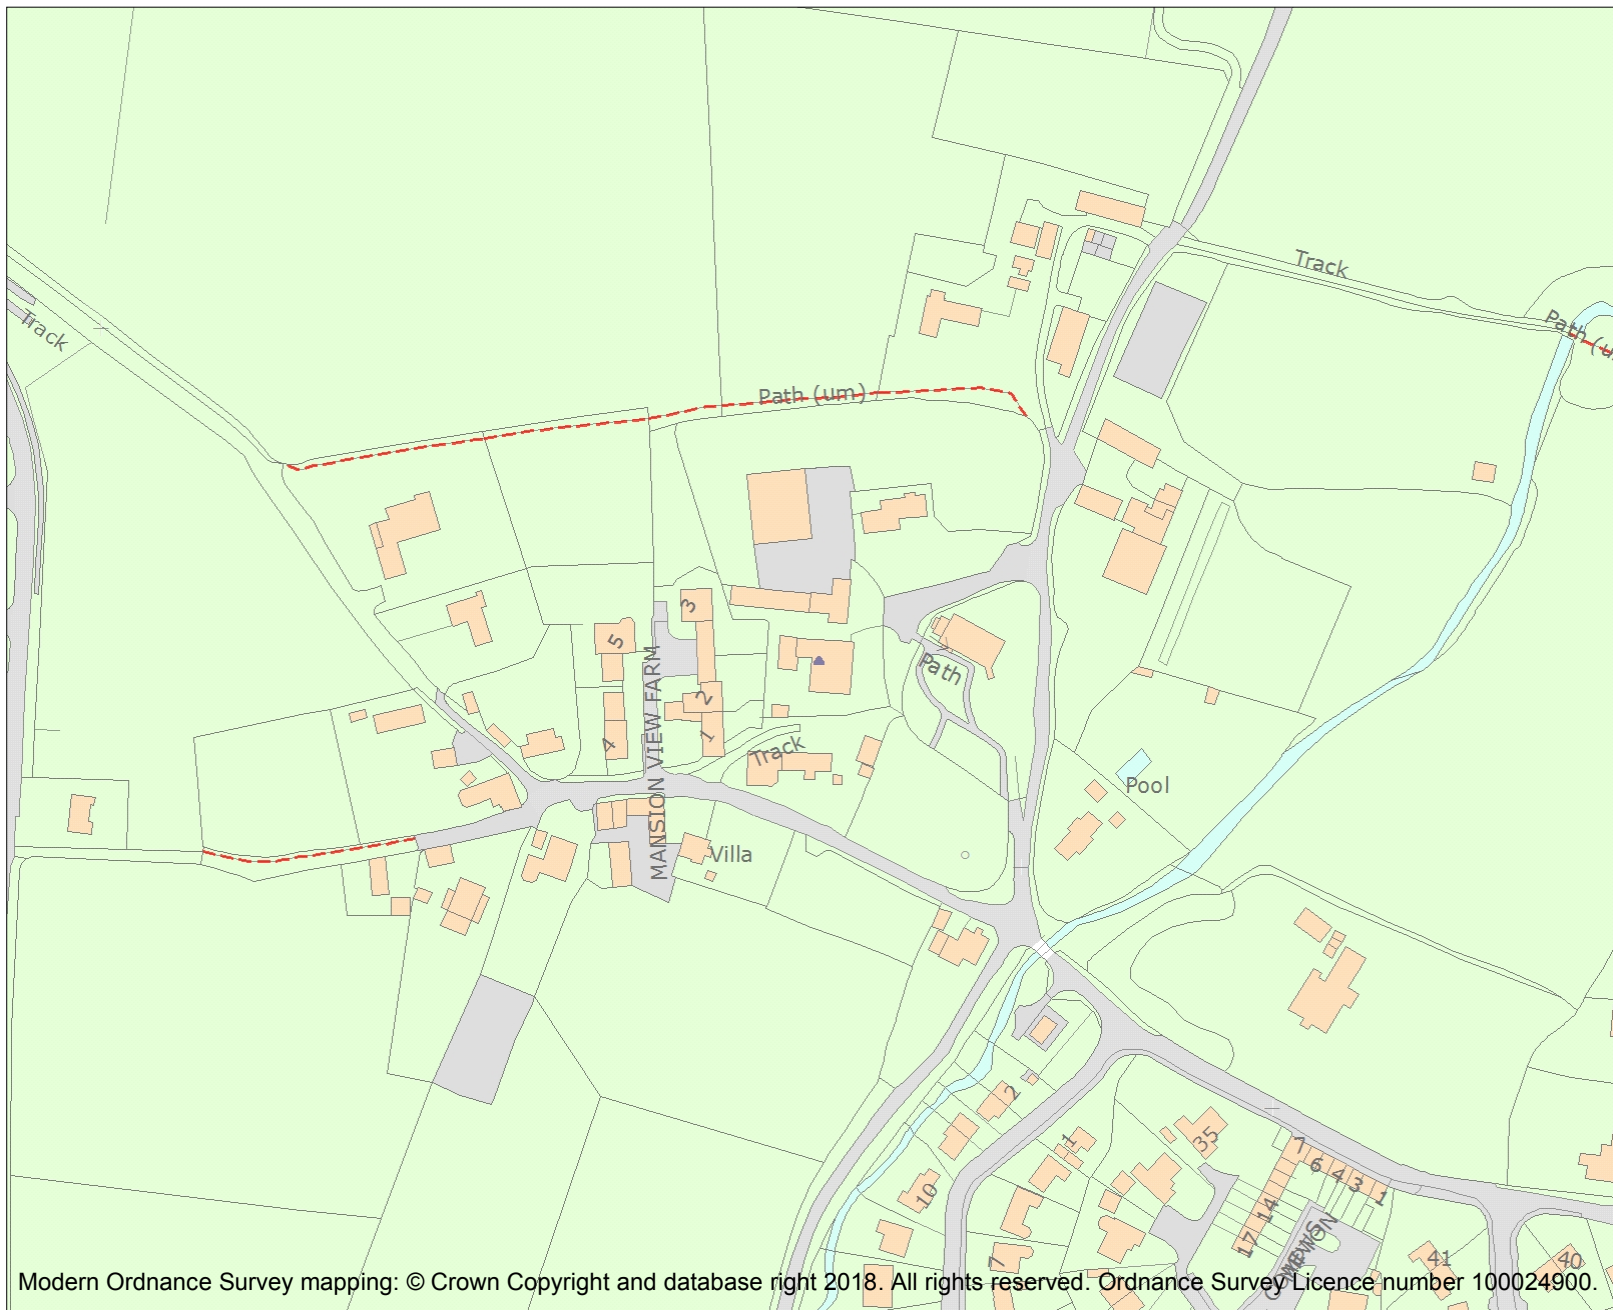 Track
Track
Path (um)
3
5
Path
2
4
1
MANSION VIEW FARM
Track
Pool
Villa
2
1
35
7
6
4
3
1
10
14
17
7
41
40
Modern Ordnance Survey mapping: © Crown Copyright and database right 2018. All rights reserved. Ordnance Survey Licence number 100024900.